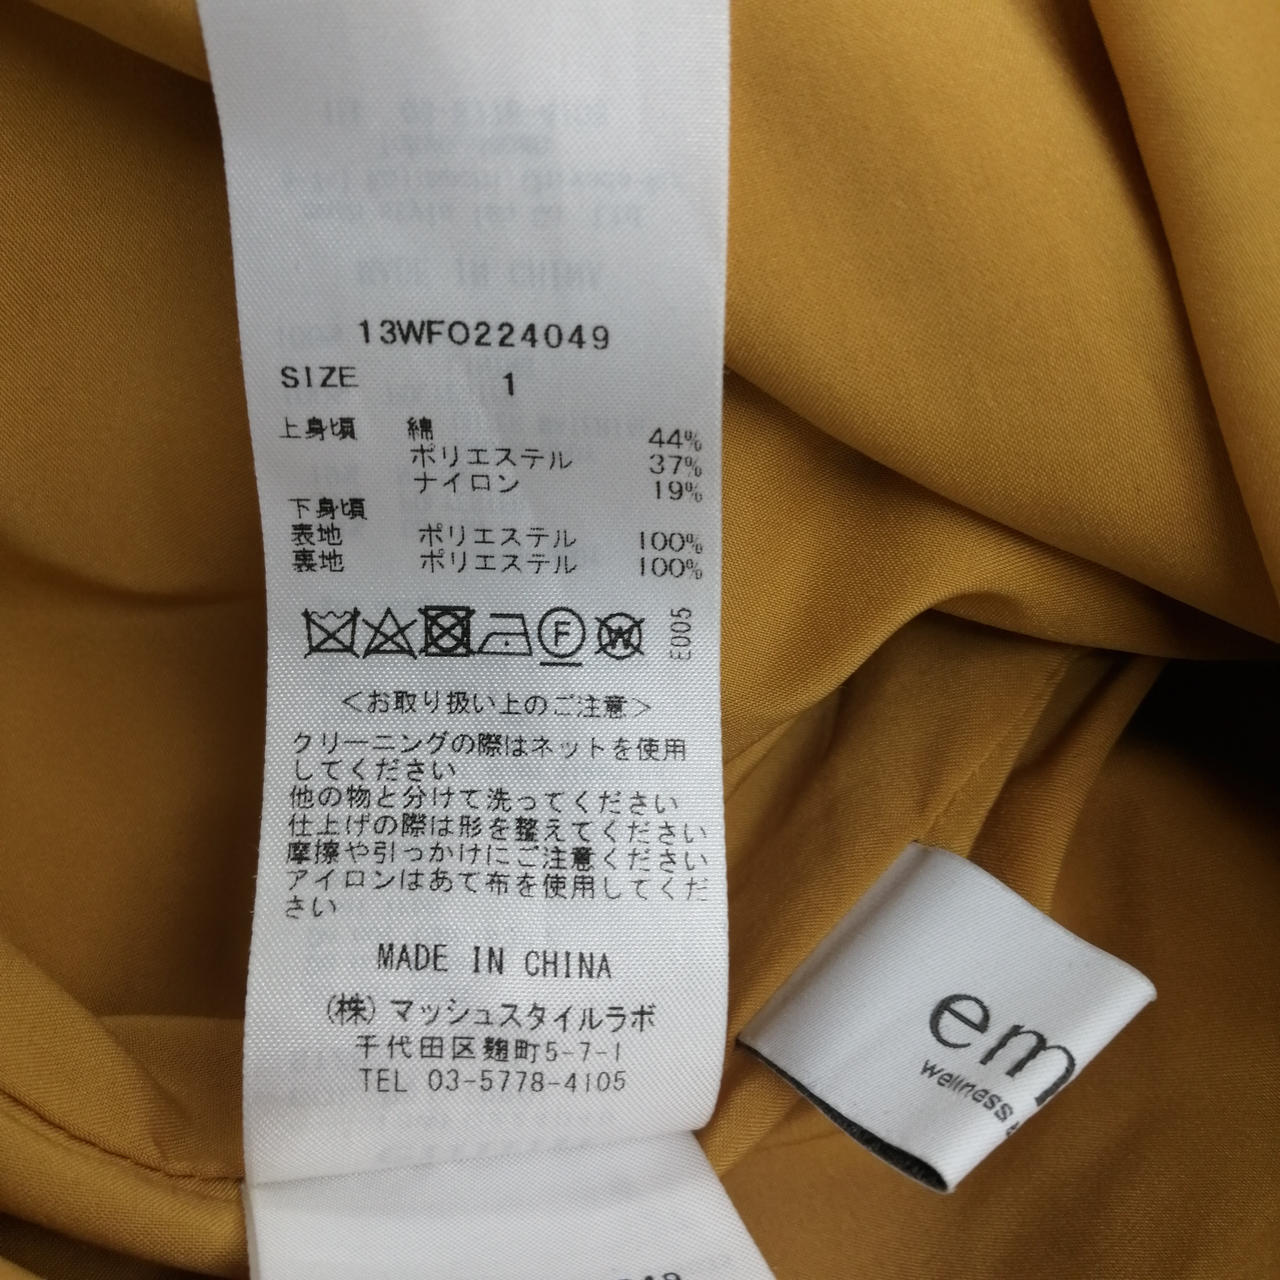 13WFO224049
SIZE 1
上身頃 綿 44%
ポリエステル 37%
ナイロン 19%
下身頃
表地 ポリエステル 100%
裏地 ポリエステル 100%
F W E005
＜お取り扱い上のご注意＞
クリーニングの際はネットを使用
してください
他の物と分けて洗ってください
仕上げの際は形を整えてください
摩擦や引っかけにご注意ください
アイロンはあて布を使用してくだ
さい
MADE IN CHINA
(株)マッシュスタイルラボ
千代田区麹町5-7-1
TEL 03-5778-4105
em
wellness